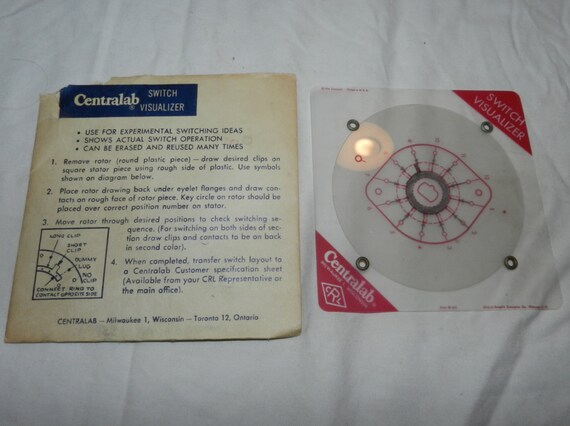 Centralab SWITCH
VISUALIZER
• USE FOR EXPERIMENTAL SWITCHING IDEAS
• SHOWS ACTUAL SWITCH OPERATION
• CAN BE ERASED AND REUSED MANY TIMES
1. Remove rotor (round plastic piece) — draw desired clips on
square stator piece using rough side of plastic. Use symbols
shown on diagram below.
2. Place rotor drawing back under eyelet flanges and draw con-
tacts on rough face of rotor piece. Key circle on rotor should be
placed over correct position number on stator.
3. Move rotor through desired positions to check switching se-
quence. (For switching on both sides of sec-
tion draw clips and contacts to be on back
in second color).
LONG CLIP
SHORT
CLIP
DUMMY
LUG
NO
CLIP
CONNECT RING TO
CONTACT OPPOSITE SIDE
4. When completed, transfer switch layout to
a Centralab Customer specification sheet
(Available from your CRL Representative or
the main office).
CENTRALAB — Milwaukee 1, Wisconsin — Toronto 12, Ontario
SWITCH
VISUALIZER
Centralab